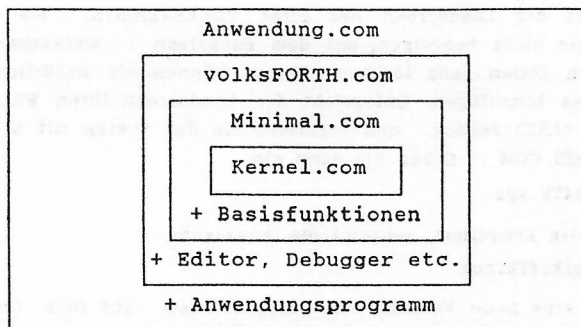 Anwendung.com
volksFORTH.com
Minimal.com
Kernel.com
+ Basisfunktionen
+ Editor, Debugger etc.
+ Anwendungsprogramm